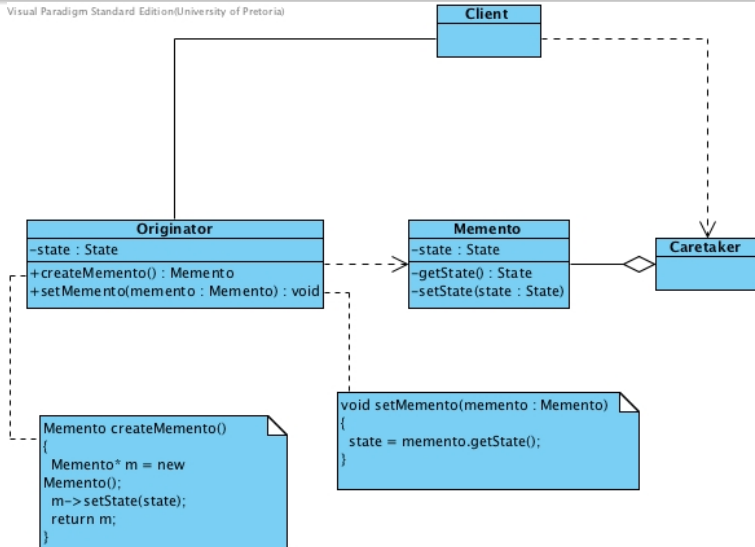 Visual Paradigm Standard Edition(University of Pretoria)
Client
Originator
-state : State
+createMemento() : Memento
+setMemento(memento : Memento) : void
Memento
-state : State
-getState() : State
-setState(state : State)
Caretaker
Memento createMemento()
{
Memento* m = new
Memento();
m->setState(state);
return m;
}
void setMemento(memento : Memento)
{
state = memento.getState();
}